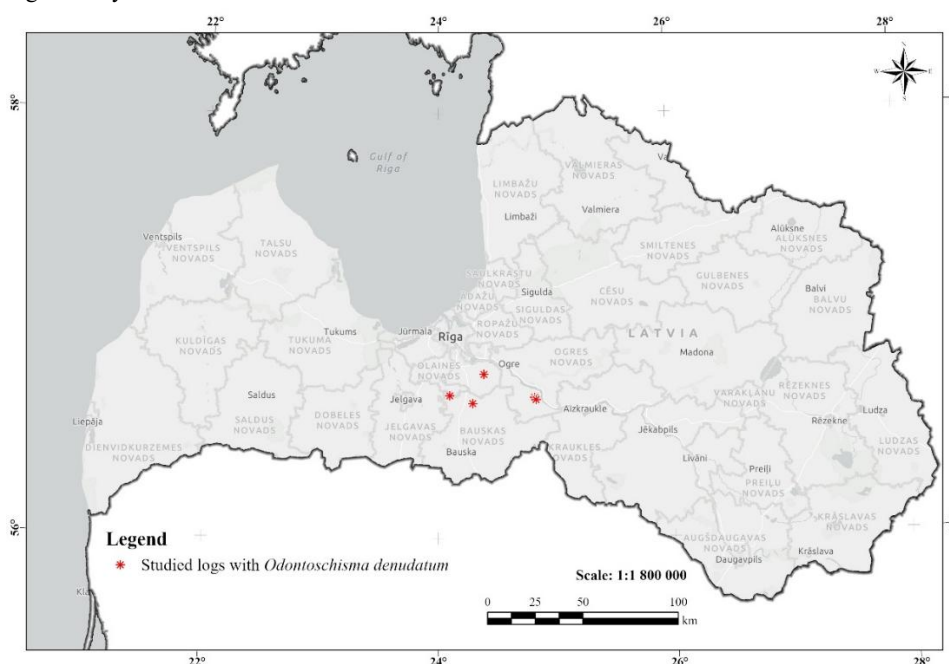 22°
24°
26°
28°
N
W
E
S
58°
Gulf of
Riga
VALMIERAS
NOVADS
LIMBAŽU
NOVADS
Limbaži
Valmiera
Alūksne
ALŪKSNES
NOVADS
Ventspils
VENTSPILS
NOVADS
TALSU
NOVADS
SMILTENES
NOVADS
GULBENES
NOVADS
SAULKRASTU
NOVADS
Sigulda
CĒSU
NOVADS
Balvi
BALVU
NOVADS
ĀDAŽU
NOVADS
SIGULDAS
NOVADS
ROPAŽU
NOVADS
Tukums
Jūrmala
Rīga
LATVIA
KULDĪGAS
NOVADS
TUKUMA
NOVADS
OGRES
NOVADS
Madona
Ogre
OLAINES
NOVADS
VARAKĻĀNU
NOVADS
RĒZEKNES
NOVADS
Saldus
Jelgava
Aizkraukle
Rēzekne
Ludza
Liepāja
SALDUS
NOVADS
DOBELES
NOVADS
JELGAVAS
NOVADS
BAUSKAS
NOVADS
Jēkabpils
LUDZAS
NOVADS
DIENVIDKURZEMES
NOVADS
Bauska
KRAUKLES
NOVADS
Līvāni
Preiļi
PREIĻU
NOVADS
56°
KRĀSLAVAS
NOVADS
Legend
AUGŠDAUGAVAS
NOVADS
Daugavpils
Krāslava
Studied logs with Odontoschisma denudatum
Scale: 1:1 800 000
0 25 50 100
km
22°
24°
26°
28°